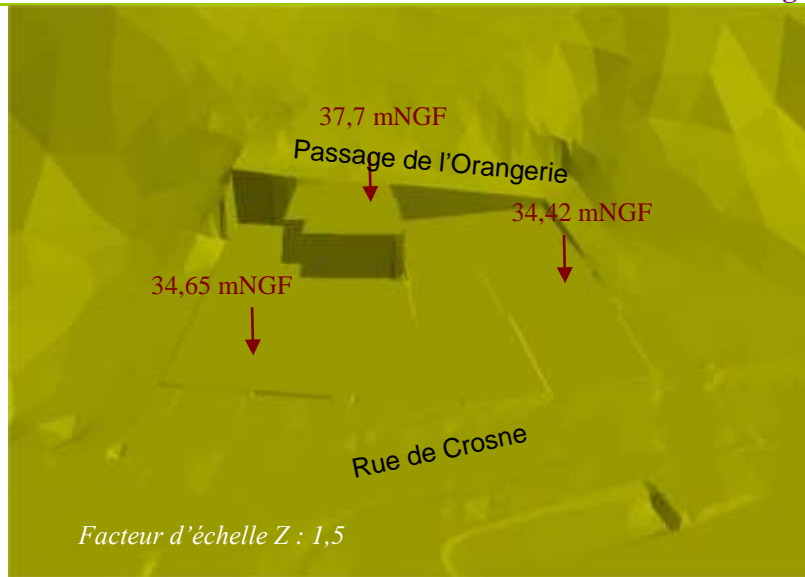 g
37,7 mNGF
Passage de l'Orangerie
34,42 mNGF
34,65 mNGF
Rue de Crosne
Facteur d'échelle Z : 1,5